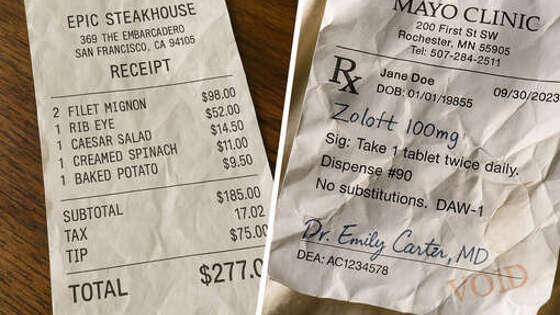 EPIC STEAKHOUSE
369 THE EMBARCADERO
SAN FRANCISCO, CA 94105
RECEIPT
2 FILET MIGNON $98.00
1 RIB EYE $52.00
1 CAESAR SALAD $14.50
1 CREAMED SPINACH $11.00
1 BAKED POTATO $9.50
SUBTOTAL $185.00
TAX 17.02
TIP $75.00
TOTAL $277.0
MAYO CLINIC
200 First St SW
Rochester, MN 55905
Tel: 507-284-2511
Rx Jane Doe 09/30/2023
DOB: 01/01/19855
Zoloft 100mg
Sig: Take 1 tablet twice daily.
Dispense #90
No substitutions. DAW-1
Dr. Emily Carter, MD
DEA: AC1234578
VOID